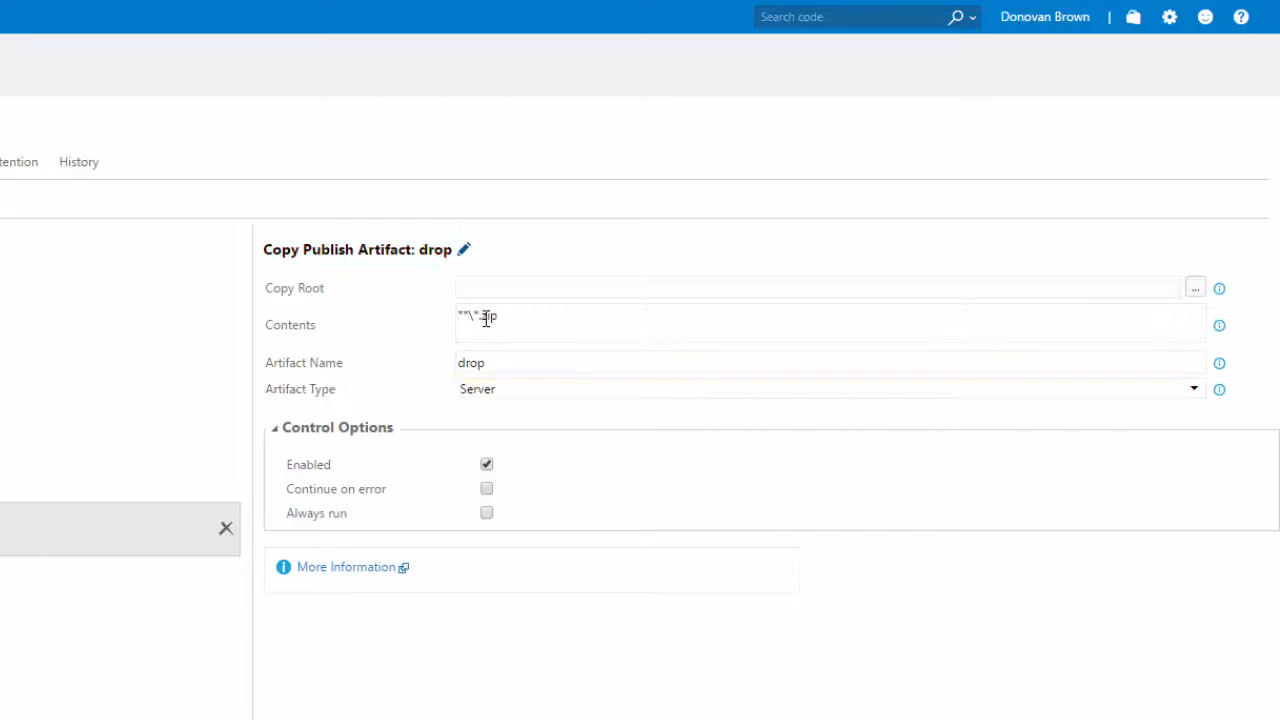 Search code
Donovan Brown
tention
History
Copy Publish Artifact: drop
Copy Root
...
Contents
**\*.zip
Artifact Name
drop
Artifact Type
Server
Control Options
Enabled
Continue on error
Always run
More Information